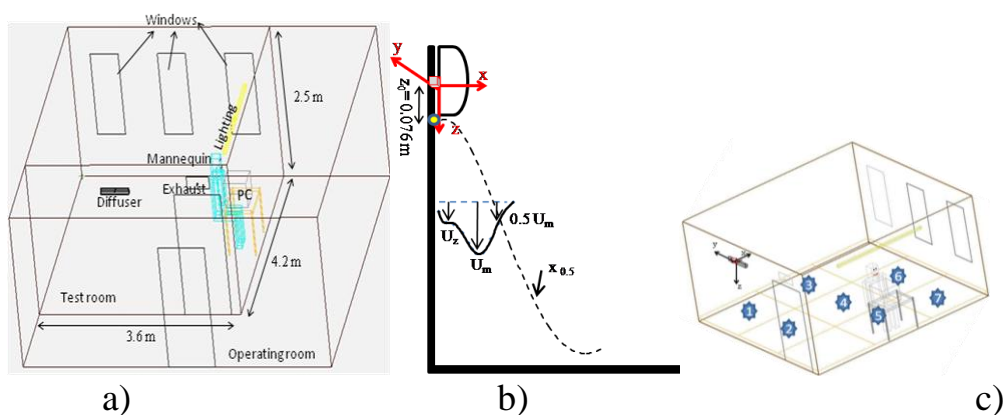 Windows
2.5 m
Lighting
Mannequin
Exhaust
PC
Diffuser
4.2 m
Test room
3.6 m
Operating room
a)
b
y
x
z₀=0.076m
z
0.5 Uₘ
U_z
Uₘ
x₀.₅
b)
y
x
z
1
2
3
4
5
6
7
c)